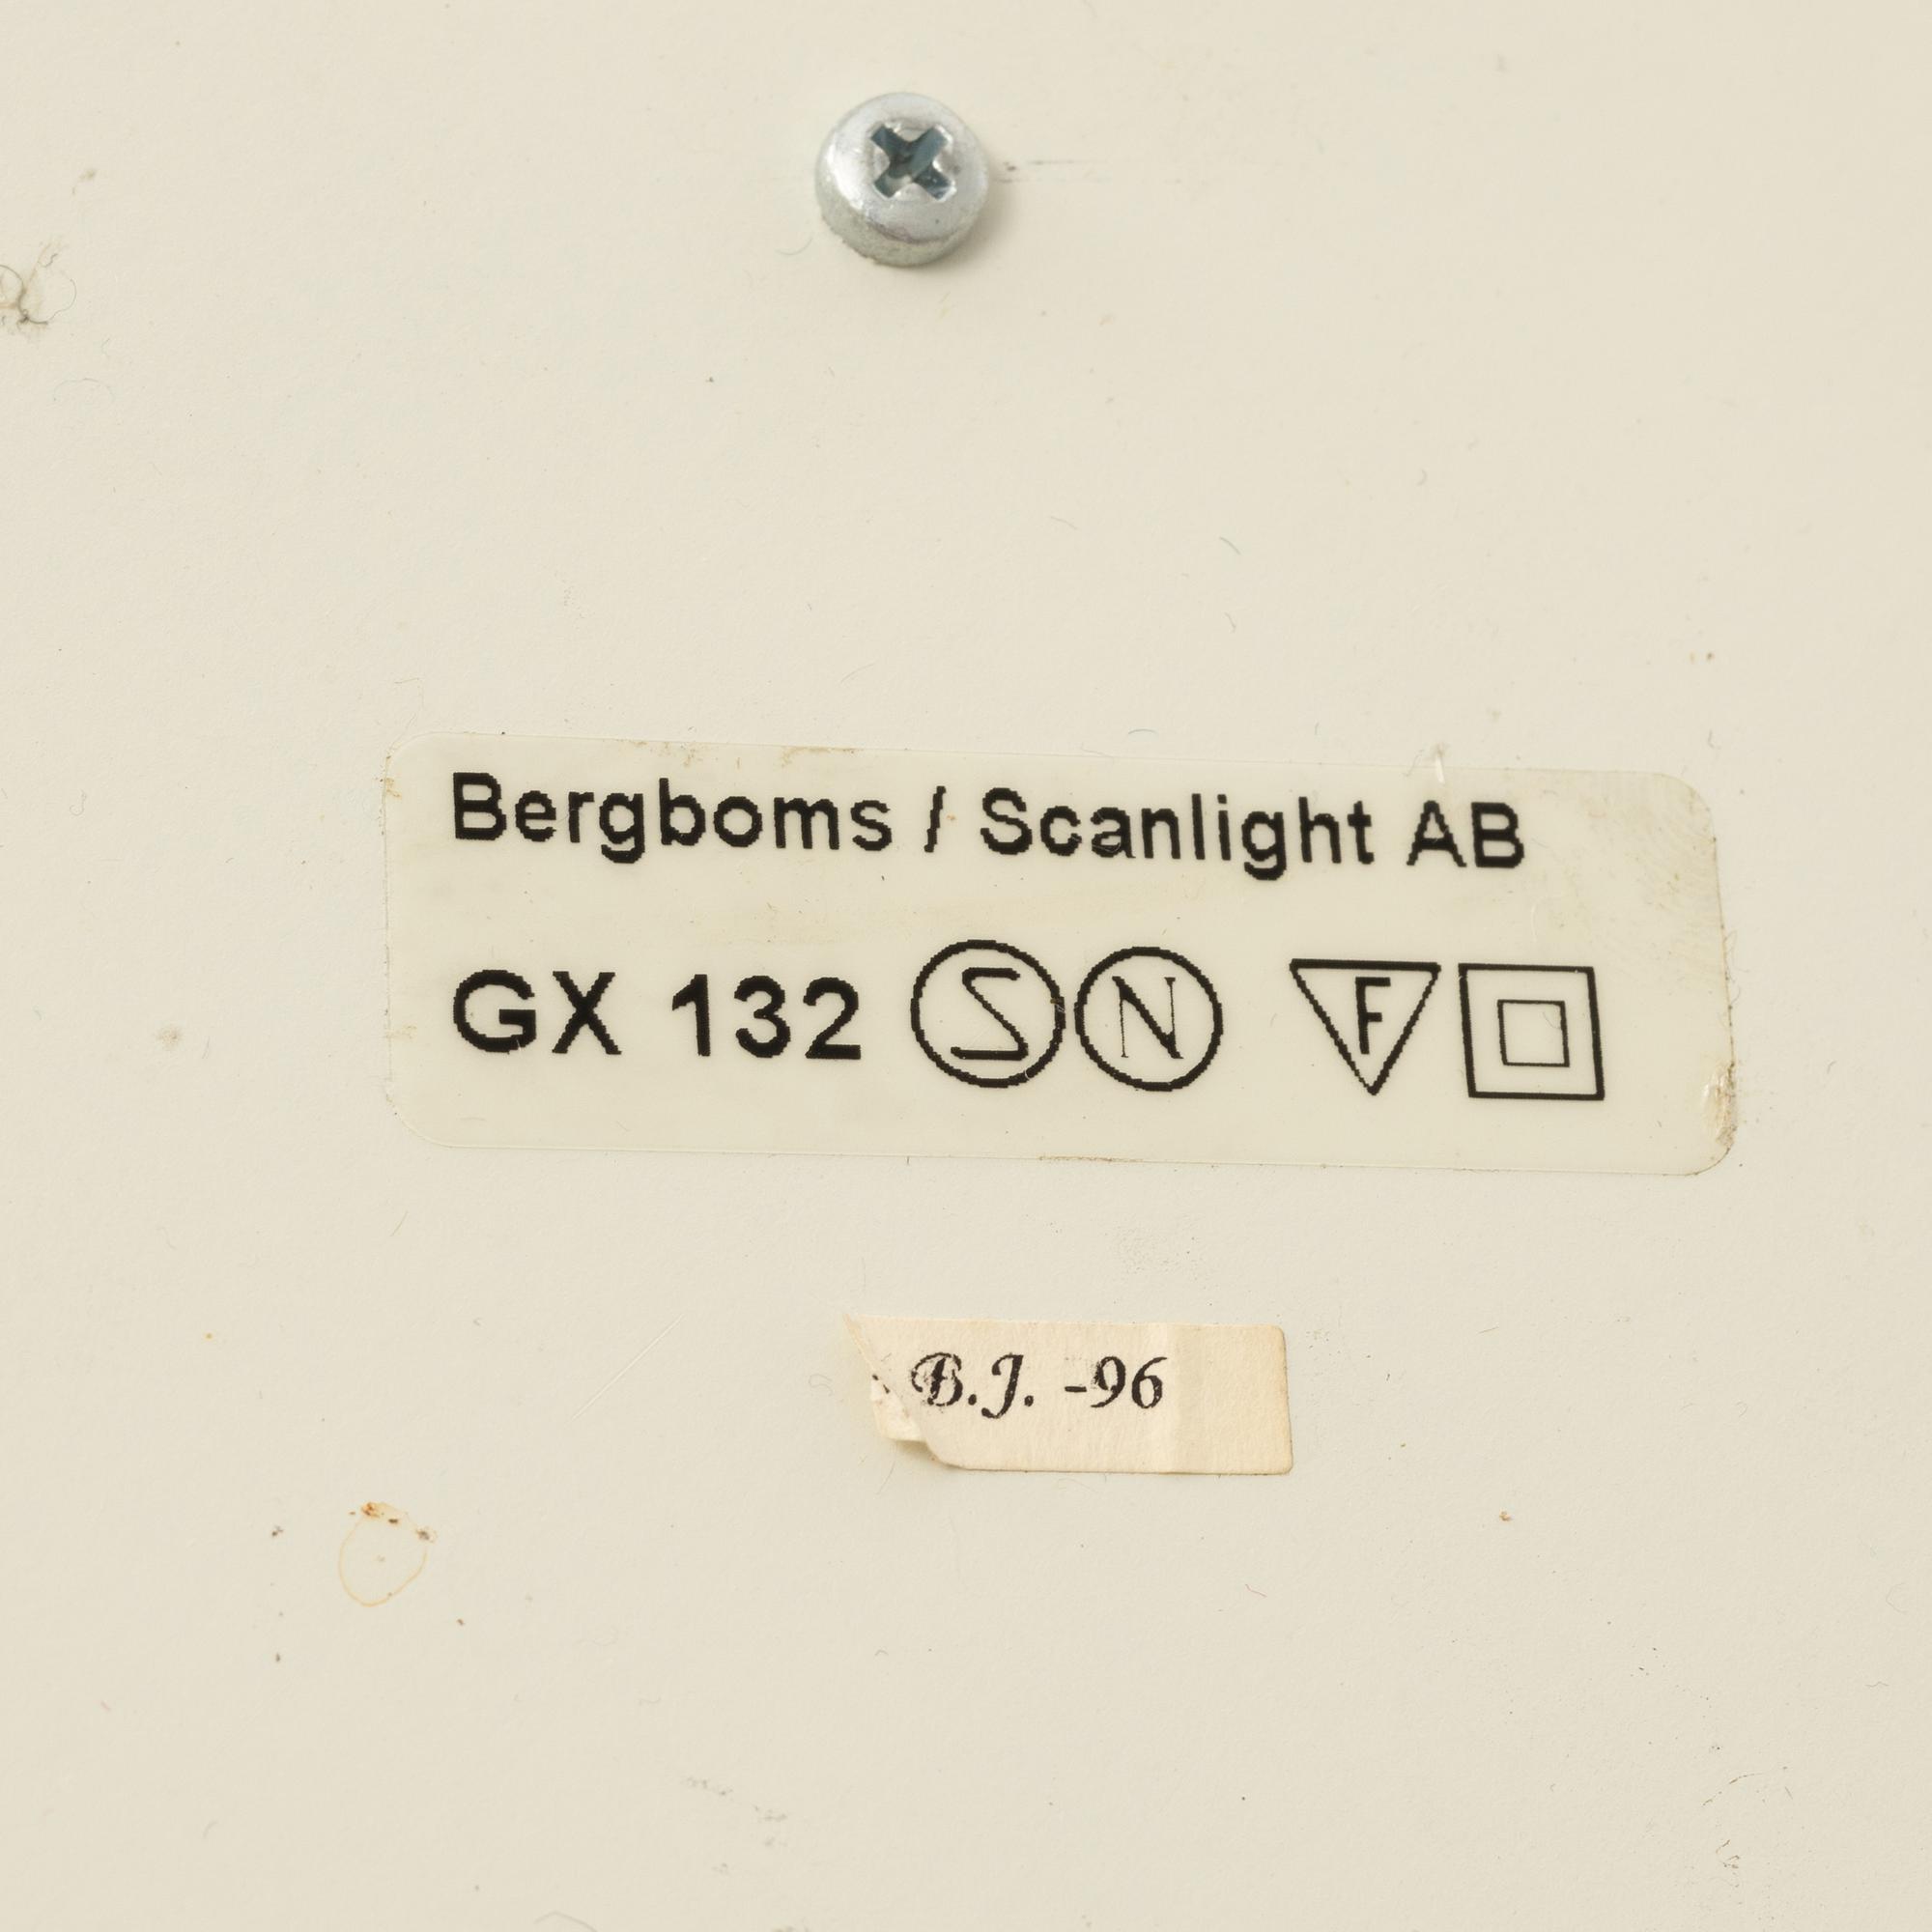 Bergboms / Scanlight AB
GX 132 S N F
B.J. -96